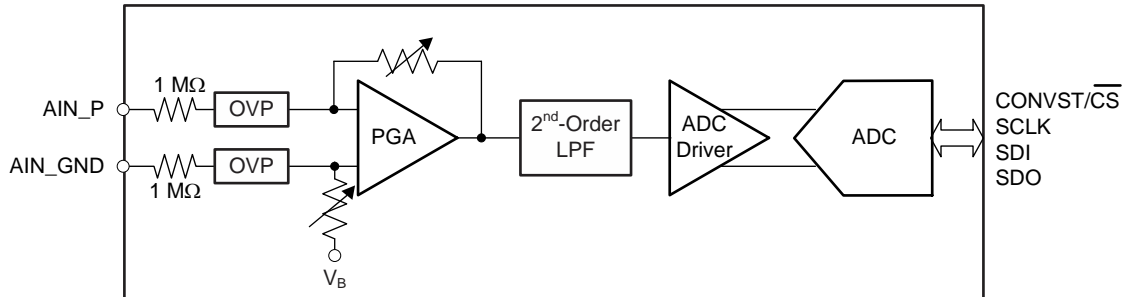 1 MΩ
AIN_P
OVP
PGA
2nd-Order
LPF
ADC
Driver
ADC
CONVST/CS
SCLK
SDI
SDO
AIN_GND
OVP
1 MΩ
VB